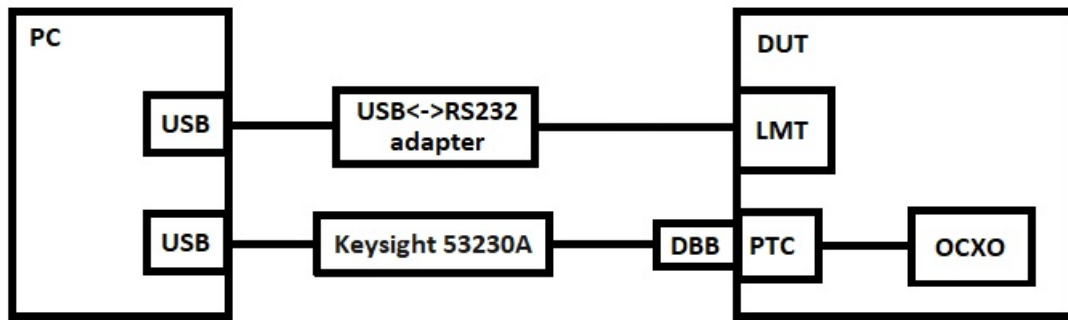 PC
DUT
USB
USB<->RS232
adapter
LMT
USB
Keysight 53230A
DBB
PTC
OCXO